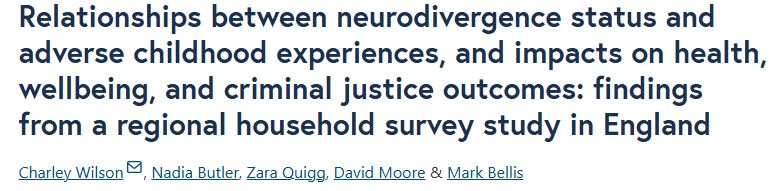 Relationships between neurodivergence status and
adverse childhood experiences, and impacts on health,
wellbeing, and criminal justice outcomes: findings
from a regional household survey study in England
Charley Wilson, Nadia Butler, Zara Quigg, David Moore & Mark Bellis